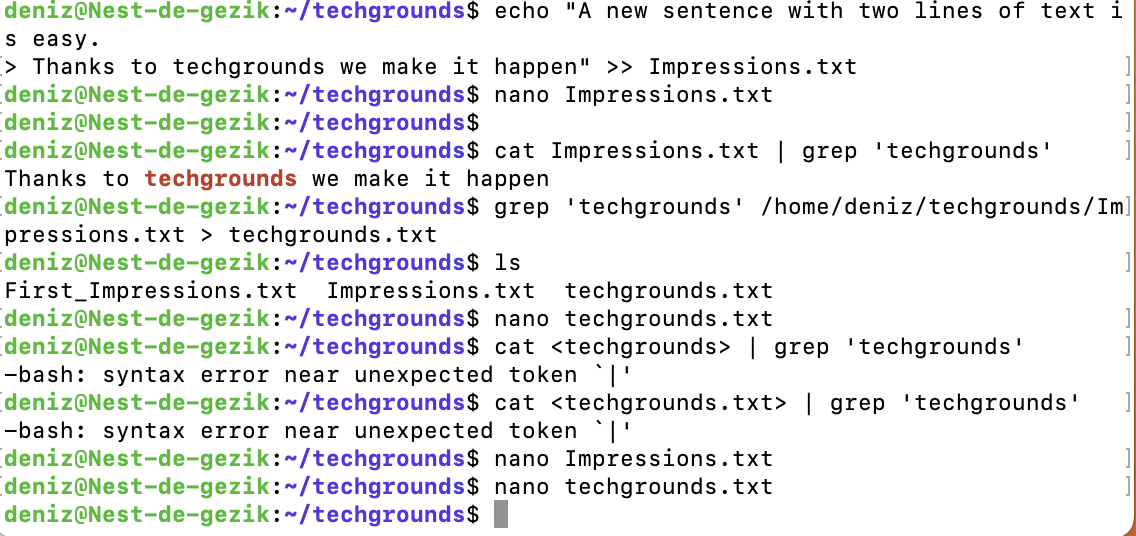 deniz@Nest-de-gezik:~/techgrounds$ echo "A new sentence with two lines of text i
s easy.
> Thanks to techgrounds we make it happen" >> Impressions.txt ]
[deniz@Nest-de-gezik:~/techgrounds$ nano Impressions.txt ]
[deniz@Nest-de-gezik:~/techgrounds$ ]
[deniz@Nest-de-gezik:~/techgrounds$ cat Impressions.txt | grep 'techgrounds' ]
Thanks to techgrounds we make it happen
[deniz@Nest-de-gezik:~/techgrounds$ grep 'techgrounds' /home/deniz/techgrounds/Im]
pressions.txt > techgrounds.txt
[deniz@Nest-de-gezik:~/techgrounds$ ls ]
First_Impressions.txt  Impressions.txt  techgrounds.txt
[deniz@Nest-de-gezik:~/techgrounds$ nano techgrounds.txt ]
[deniz@Nest-de-gezik:~/techgrounds$ cat <techgrounds> | grep 'techgrounds' ]
-bash: syntax error near unexpected token `|'
[deniz@Nest-de-gezik:~/techgrounds$ cat <techgrounds.txt> | grep 'techgrounds' ]
-bash: syntax error near unexpected token `|'
[deniz@Nest-de-gezik:~/techgrounds$ nano Impressions.txt ]
[deniz@Nest-de-gezik:~/techgrounds$ nano techgrounds.txt ]
deniz@Nest-de-gezik:~/techgrounds$